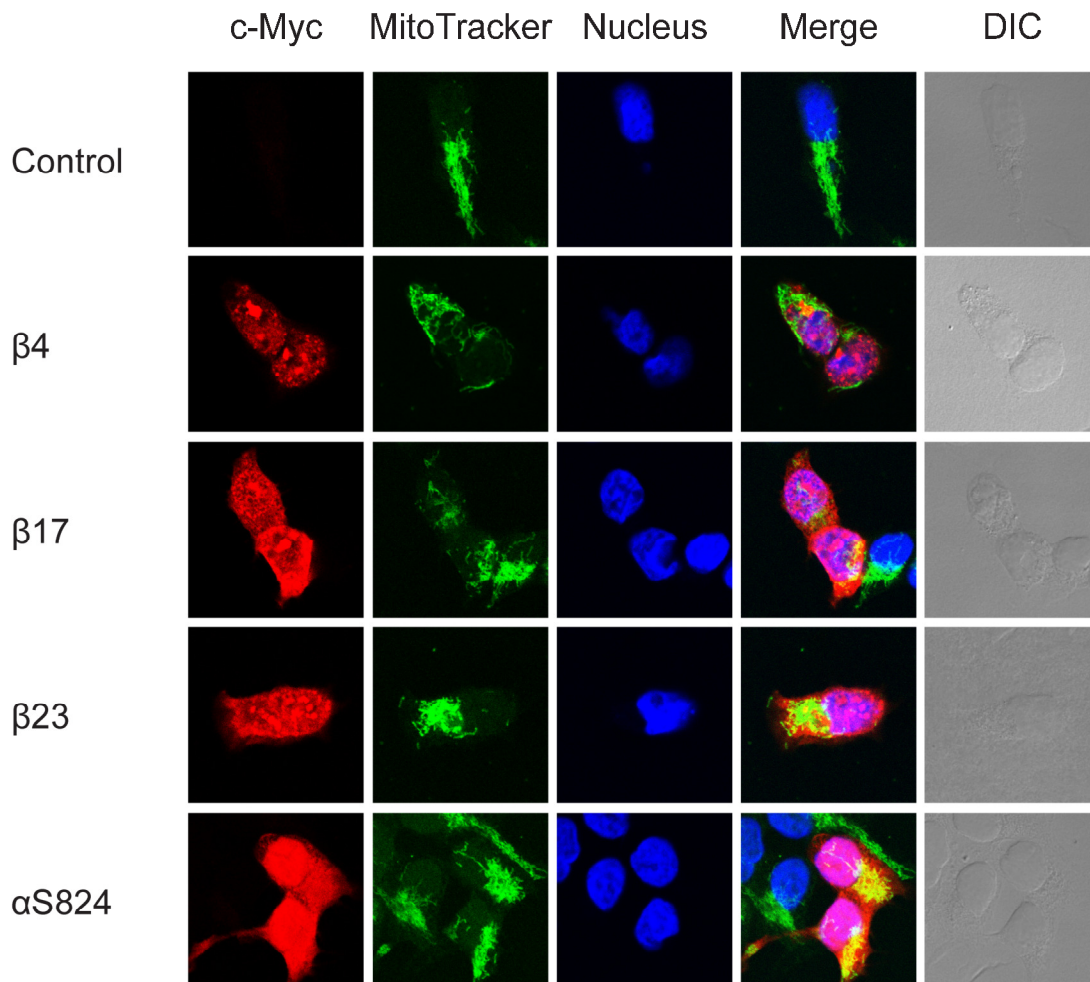 c-Myc MitoTracker Nucleus Merge DIC
Control
β4
β17
β23
αS824